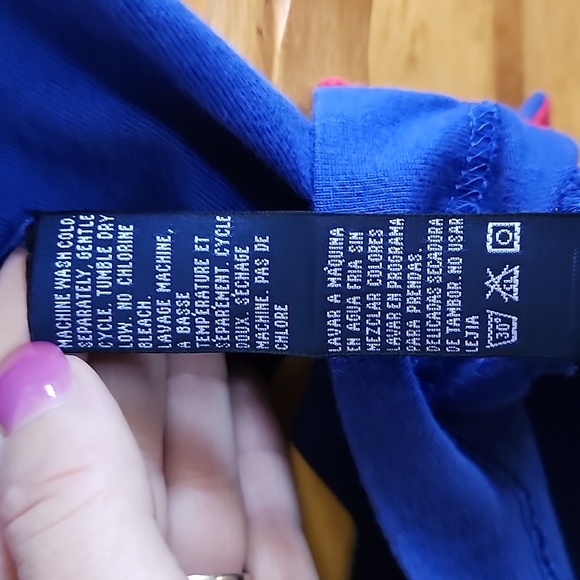 MACHINE WASH COLD,
SEPARATELY, GENTLE
CYCLE, TUMBLE DRY
LOW. NO CHLORINE
BLEACH.
LAVAGE MACHINE,
A BASSE
TEMPÉRATURE ET
SÉPAREMENT. CYCLE
DOUX. SÉCHAGE
MACHINE. PAS DE
CHLORE
LAVAR A MÁQUINA
EN AGUA FRIA SIN
MEZCLAR COLORES
LAVAR EN PROGRAMA
PARA PRENDAS.
DELICADAS SECADORA
DE TAMBOR. NO USAR
LEJIA
30